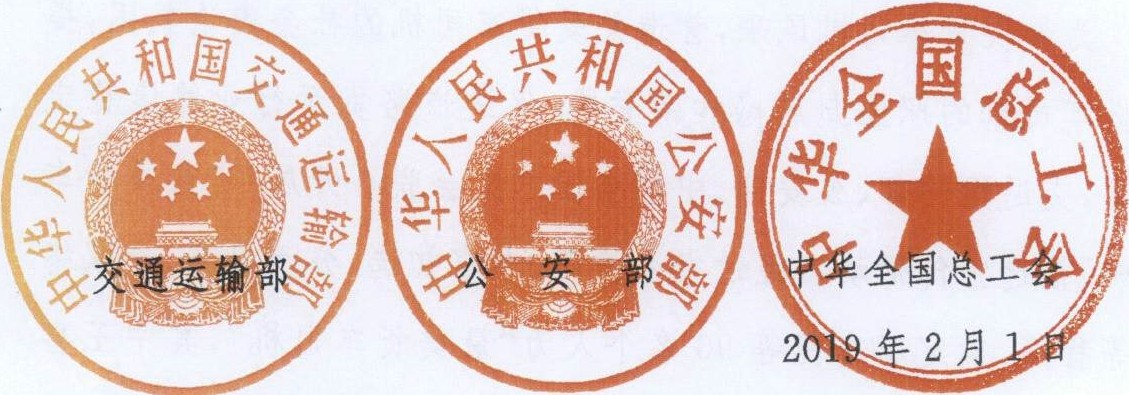 中华人民共和国交通运输部
中华人民共和国公安部
中华全国总工会
交通运输部 公安部 中华全国总工会
2019年2月1日